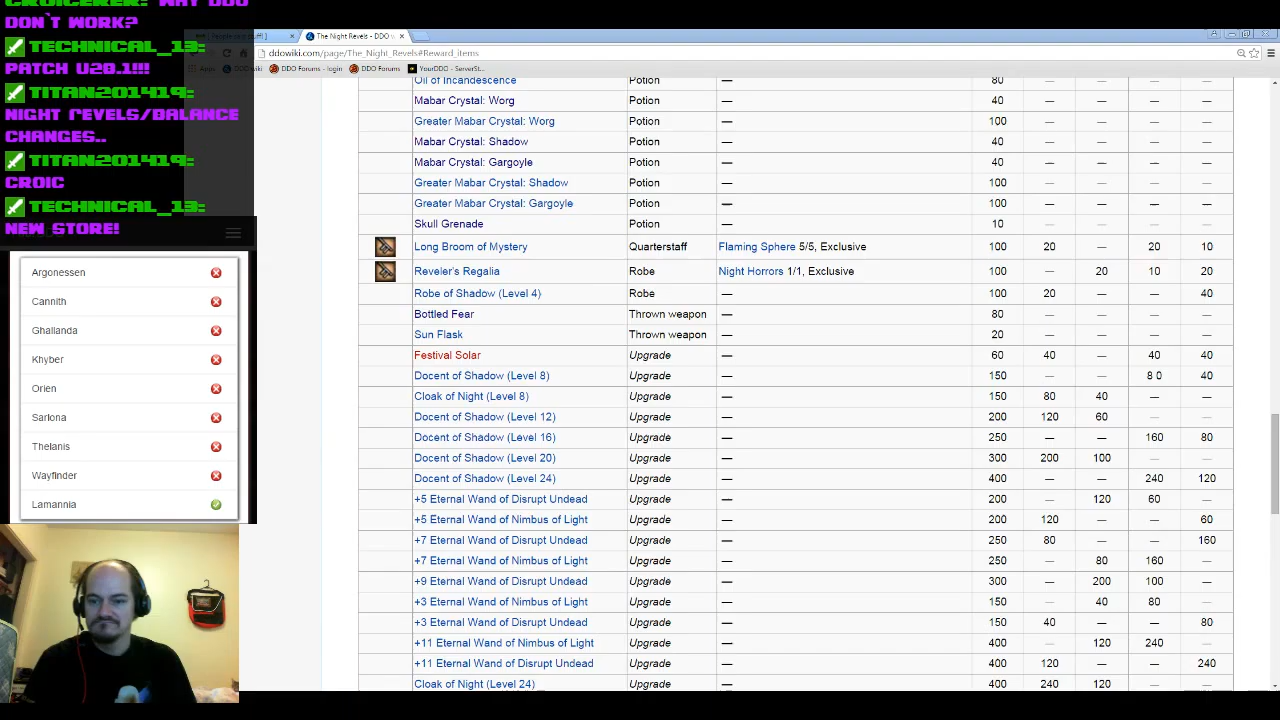 CROICEKER: WHY DDO
DON'T WORK?
TECHNICAL_13:
PATCH U28.1!!!
TITAN201419:
NIGHT REVELS/BALANCE
CHANGES..
TITAN201419:
CROIC
TECHNICAL_13:
NEW STORE!
Argonessen
Cannith
Ghallanda
Khyber
Orien
Sarlona
Thelanis
Wayfinder
Lamannia
The Night Revels - DDO
ddowiki.com/page/The_Night_Revels#Reward_items
Apps DDO wiki DDO Forums - login DDO Forums YourDDO - ServerSt...
Oil of Incandescence Potion — 80 — — — —
Mabar Crystal: Worg Potion — 40 — — — —
Greater Mabar Crystal: Worg Potion — 100 — — — —
Mabar Crystal: Shadow Potion — 40 — — — —
Mabar Crystal: Gargoyle Potion — 40 — — — —
Greater Mabar Crystal: Shadow Potion — 100 — — — —
Greater Mabar Crystal: Gargoyle Potion — 100 — — — —
Skull Grenade Potion — 10 — — — —
Long Broom of Mystery Quarterstaff Flaming Sphere 5/5, Exclusive 100 20 — 20 10
Reveler's Regalia Robe Night Horrors 1/1, Exclusive 100 — 20 10 20
Robe of Shadow (Level 4) Robe — 100 20 — — 40
Bottled Fear Thrown weapon — 80 — — — —
Sun Flask Thrown weapon — 20 — — — —
Festival Solar Upgrade — 60 40 — 40 40
Docent of Shadow (Level 8) Upgrade — 150 — — 8 0 40
Cloak of Night (Level 8) Upgrade — 150 80 40 — —
Docent of Shadow (Level 12) Upgrade — 200 120 60 — —
Docent of Shadow (Level 16) Upgrade — 250 — — 160 80
Docent of Shadow (Level 20) Upgrade — 300 200 100 — —
Docent of Shadow (Level 24) Upgrade — 400 — — 240 120
+5 Eternal Wand of Disrupt Undead Upgrade — 200 — 120 60 —
+5 Eternal Wand of Nimbus of Light Upgrade — 200 120 — — 60
+7 Eternal Wand of Disrupt Undead Upgrade — 250 80 — — 160
+7 Eternal Wand of Nimbus of Light Upgrade — 250 — 80 160 —
+9 Eternal Wand of Disrupt Undead Upgrade — 300 — 200 100 —
+3 Eternal Wand of Nimbus of Light Upgrade — 150 — 40 80 —
+3 Eternal Wand of Disrupt Undead Upgrade — 150 40 — — 80
+11 Eternal Wand of Nimbus of Light Upgrade — 400 — 120 240 —
+11 Eternal Wand of Disrupt Undead Upgrade — 400 120 — — 240
Cloak of Night (Level 24) Upgrade — 400 240 120 — —